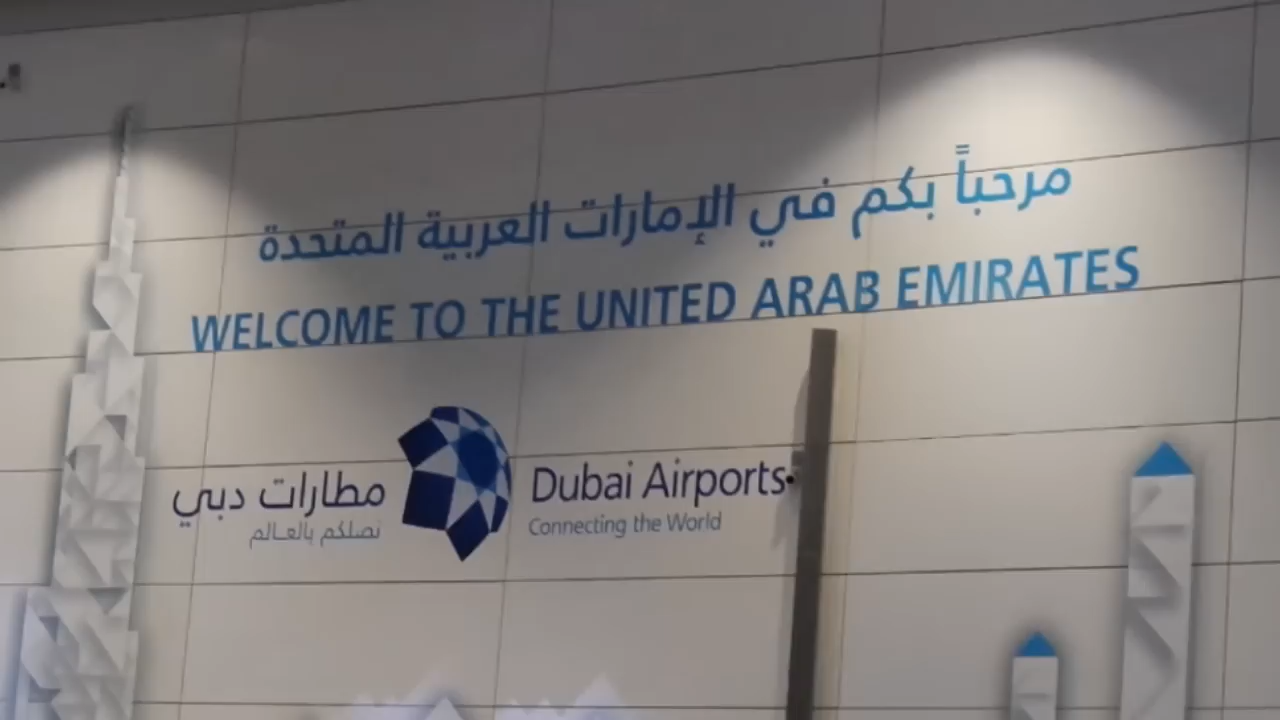 مرحباً بكم في الإمارات العربية المتحدة
WELCOME TO THE UNITED ARAB EMIRATES
مطارات دبي
نصلكم بالعالم
Dubai Airports
Connecting the World